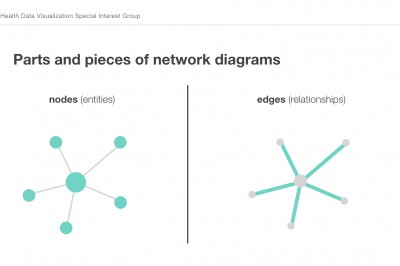 Health Data Visualization Special Interest Group
Parts and pieces of network diagrams
nodes (entities)
edges (relationships)